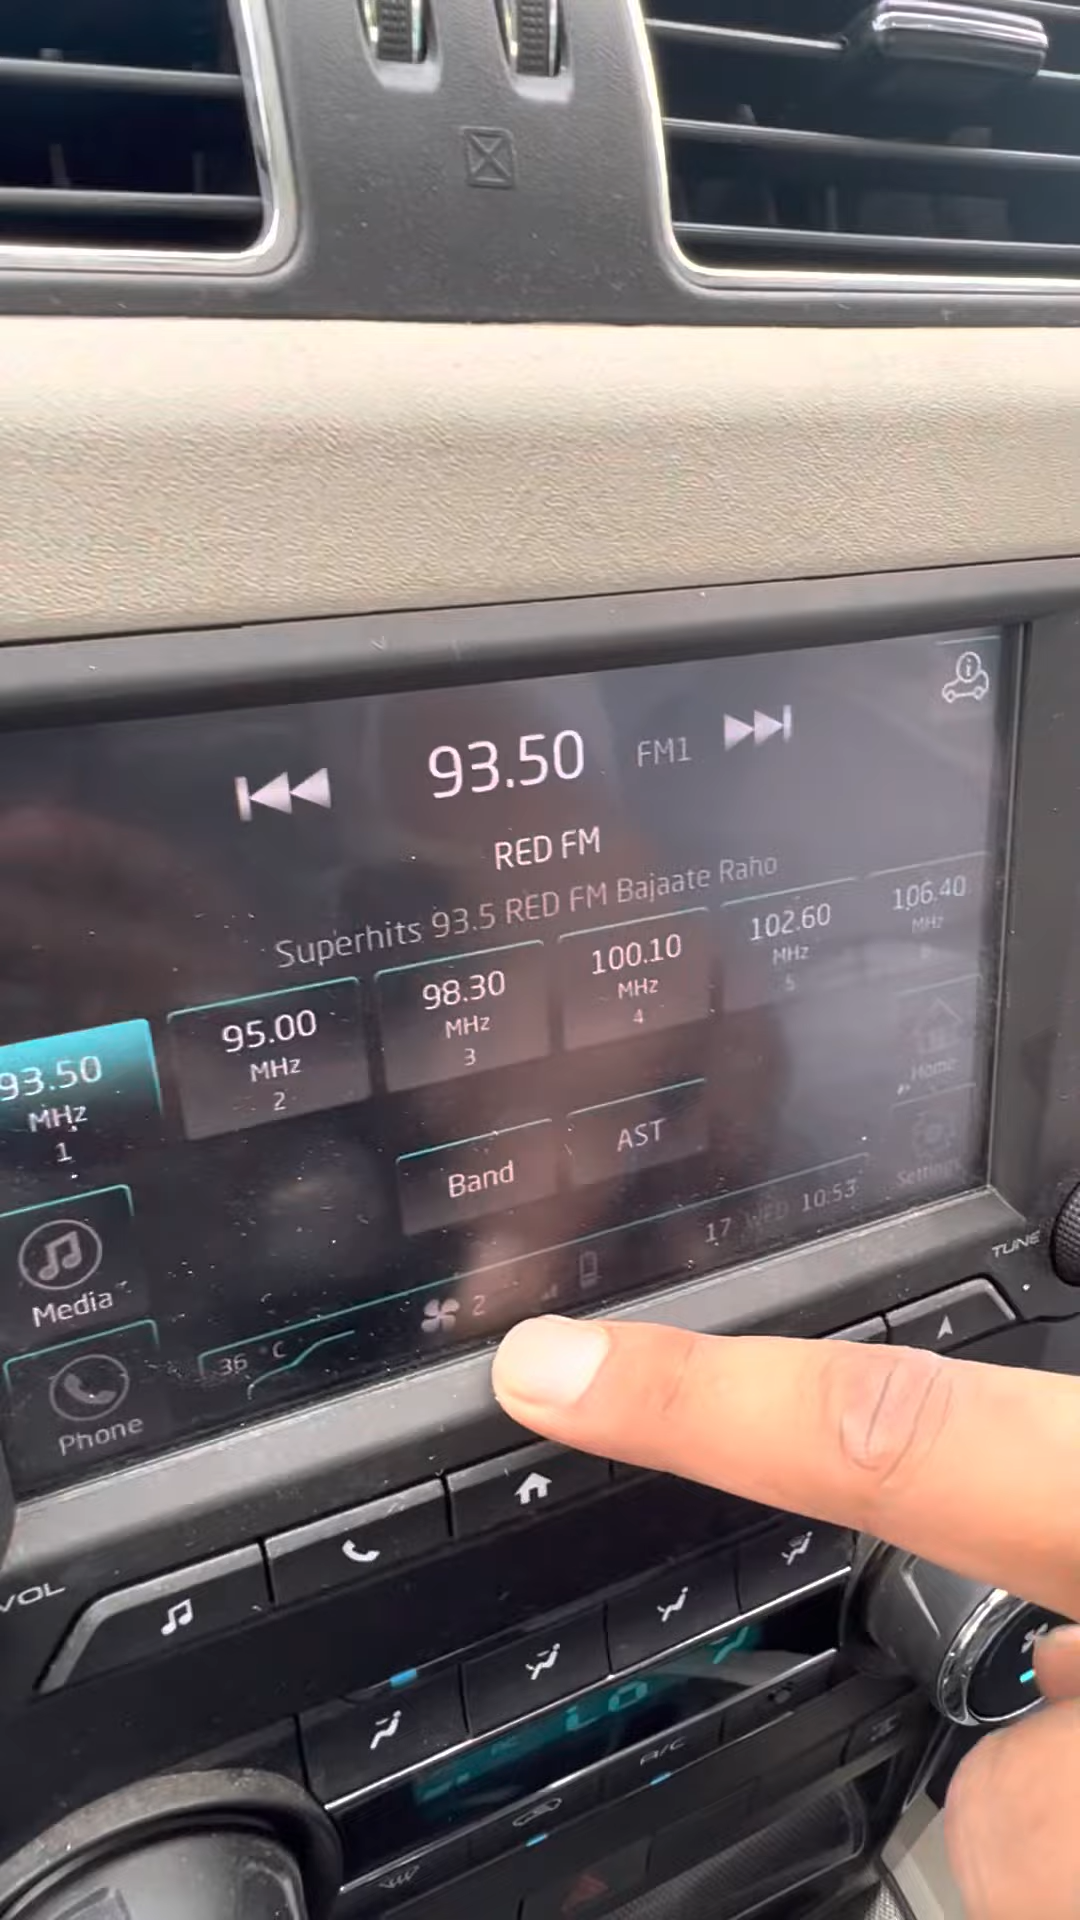 93.50 FM1
RED FM
Superhits 93.5 RED FM Bajaate Raho
93.50
MHz
1
95.00
MHz
2
98.30
MHz
3
100.10
MHz
4
102.60
MHz
5
106.40
MHz
Home
Settings
Band
AST
Media
Phone
36 °C
2
17 WED 10:53
TUNE
VOL
LO
A/C